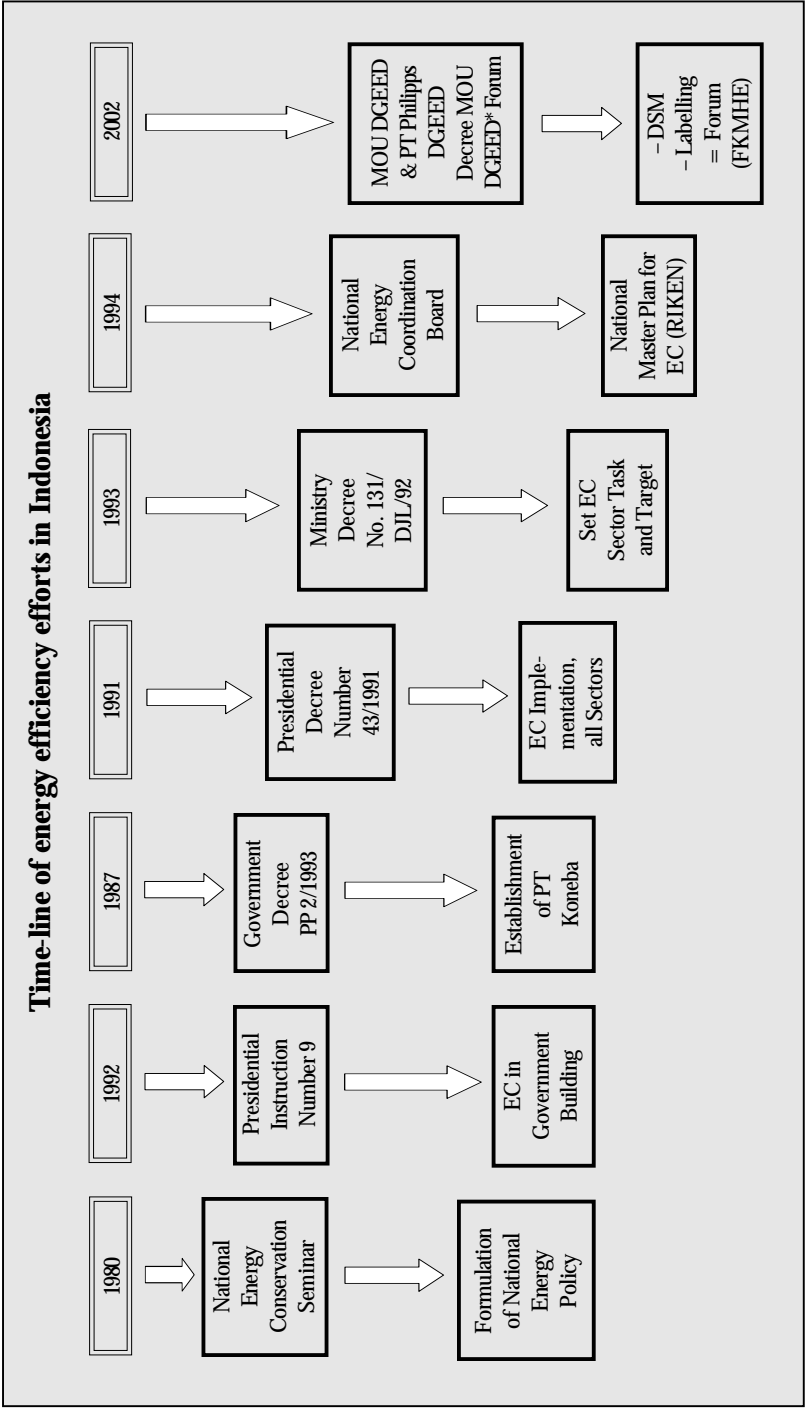 Time-line of energy efficiency efforts in Indonesia
1980
National
Energy
Conservation
Seminar
Formulation
of National
Energy
Policy
1992
Presidential
Instruction
Number 9
EC in
Government
Building
1987
Government
Decree
PP 2/1993
Establishment
of PT
Koneba
1991
Presidential
Decree
Number
43/1991
EC Imple-
mentation,
all Sectors
1993
Ministry
Decree
No. 131/
DJL/92
Set EC
Sector Task
and Target
1994
National
Energy
Coordination
Board
National
Master Plan for
EC (RIKEN)
2002
MOU DGEED
& PT Philipps
DGEED
Decree MOU
DGEED* Forum
– DSM
– Labelling
= Forum
(FKMHE)